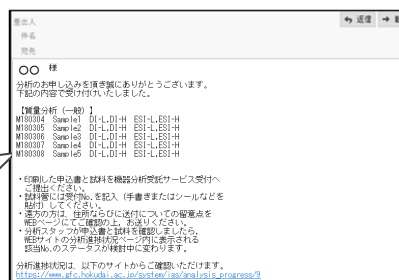 差出人
返信
件名
宛先
〇〇　様
分析のお申し込みを頂き誠にありがとうございます。
下記の内容で受け付けいたしました。
【質量分析（一般）】
M180304 Sample1 DI-L,DI-H ESI-L,ESI-H
M180305 Sample2 DI-L,DI-H ESI-L,ESI-H
M180306 Sample3 DI-L,DI-H ESI-L,ESI-H
M180307 Sample4 DI-L,DI-H ESI-L,ESI-H
M180308 Sample5 DI-L,DI-H ESI-L,ESI-H
・印刷した申込書と試料を機器分析受託サービス受付へ
ご提出ください。
・試料管には受付No.を記入（手書きまたはシールなどを
貼付）してください。
・遠方の方は、住所ならびに送付についての留意点を
WEBページにてご確認の上、お送りください。
・分析スタッフが申込書と試料を確認しましたら、
WEBサイトの分析進捗状況ページ内に表示される
該当No.のステータスが検討中に変わります。
分析進捗状況は、以下のサイトからご確認いただけます。
https://www.gfc.hokudai.ac.jp/system/ias/analysis_progress/9